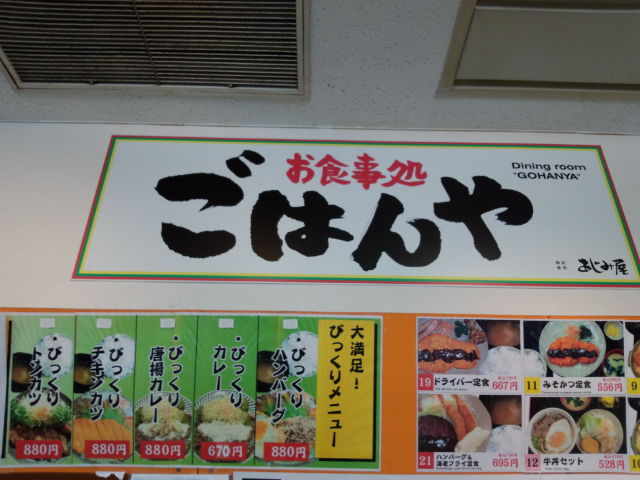 お食事処
Dining room
"GOHANYA"
ごはんや
株式会社 あじみ屋
びっくりトンカツ
880円
びっくりチキンカツ
880円
びっくり唐揚カレー
880円
びっくりカレー
670円
びっくりハンバーグ
880円
大満足!
びっくりメニュー
19 ドライバー定食
667円
11 みそかつ定食
556円
9
21 ハンバーグ&
海老フライ定食
695円
12 牛丼セット
528円
10